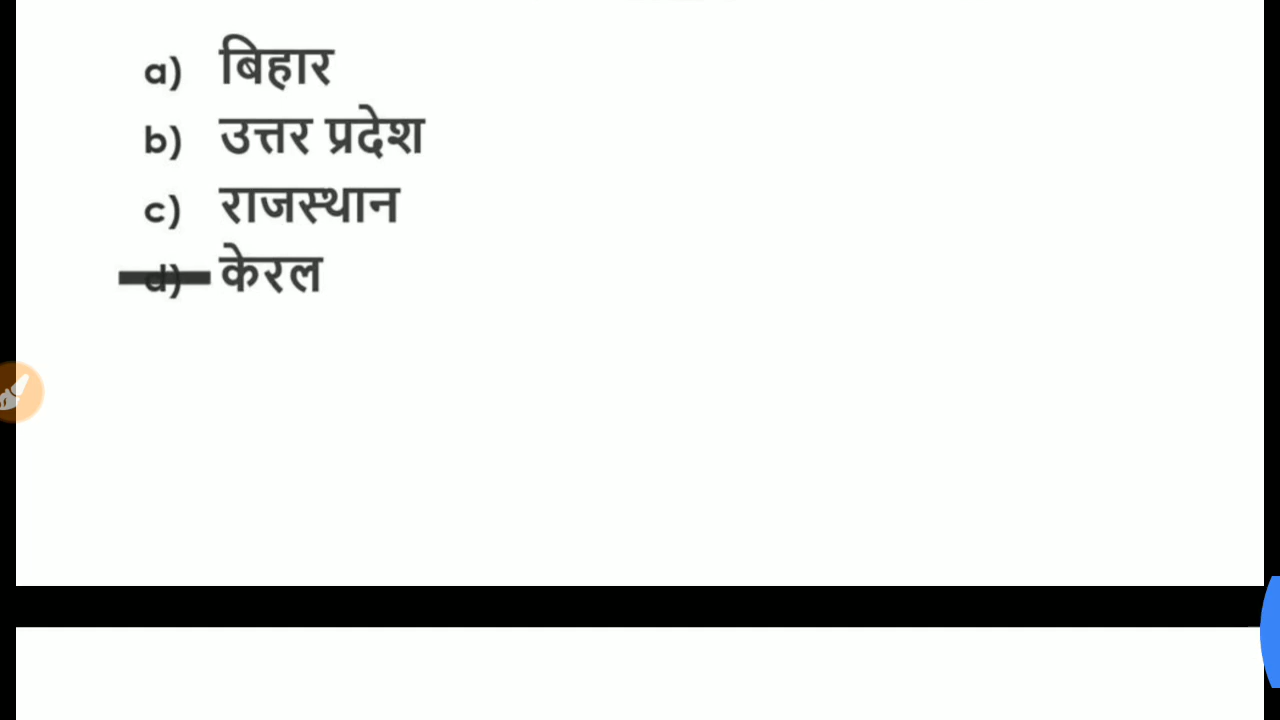 a) बिहार
b) उत्तर प्रदेश
c) राजस्थान
d) केरल